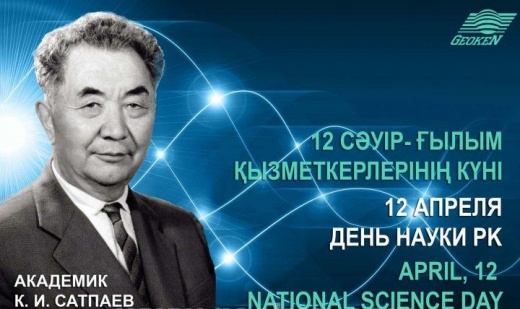 GEOKEN
12 СӘУІР- ҒЫЛЫМ
ҚЫЗМЕТКЕРЛЕРІНІҢ КҮНІ
12 АПРЕЛЯ
ДЕНЬ НАУКИ РК
APRIL, 12
NATIONAL SCIENCE DAY
АКАДЕМИК
К. И. САТПАЕВ